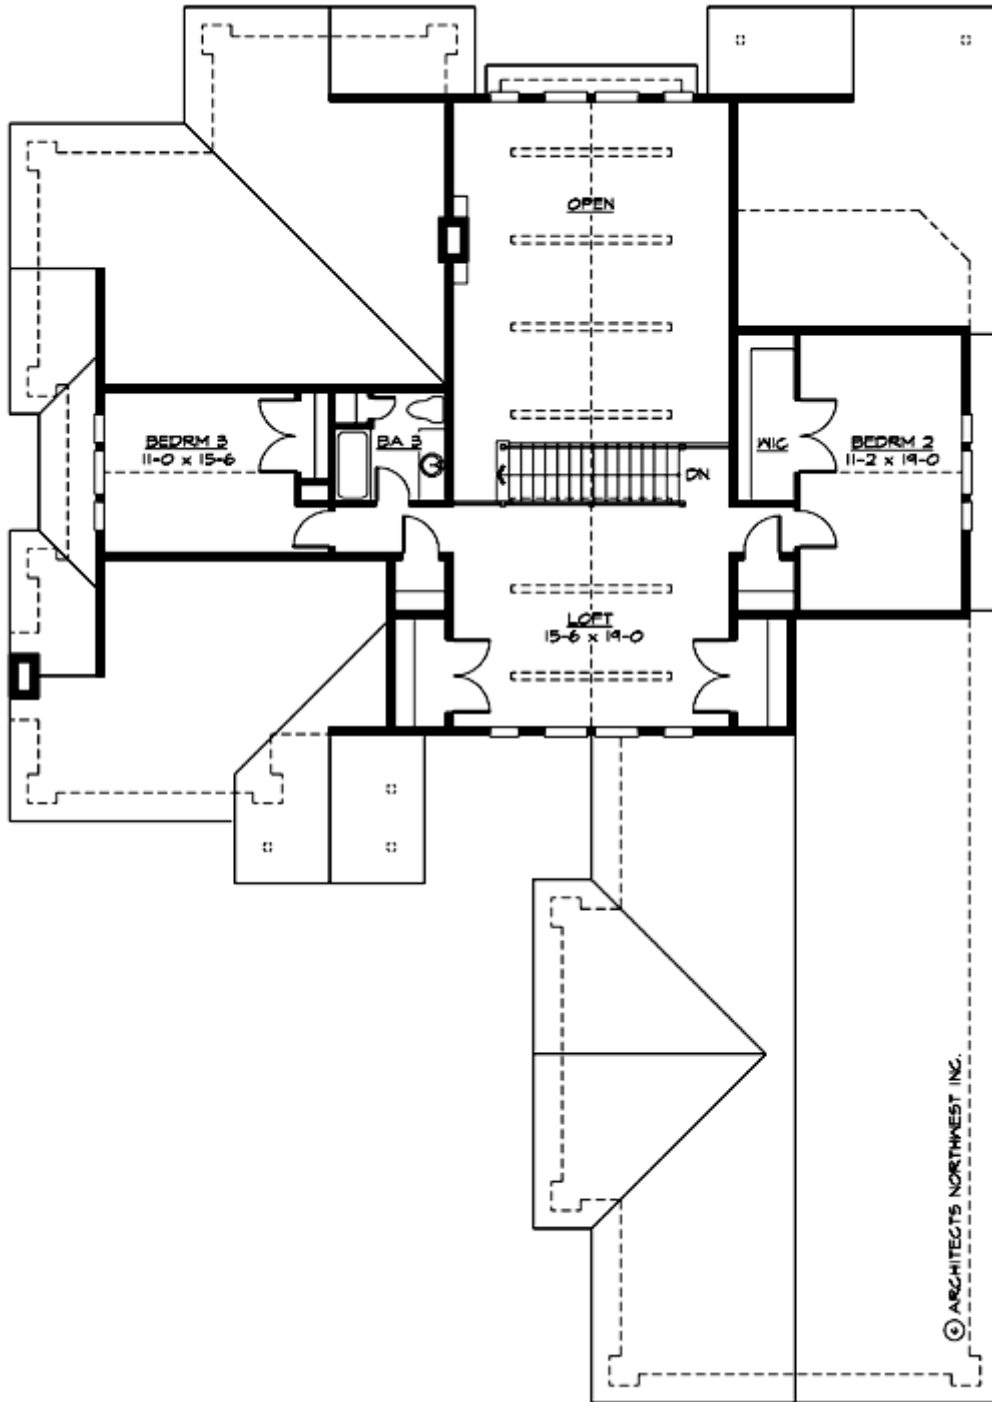 OPEN
BEDRM 3
11-0 x 15-6
BA 3
WIC
BEDRM 2
11-2 x 19-0
DN
LOFT
15-6 x 19-0
© ARCHITECTS NORTHWEST INC.